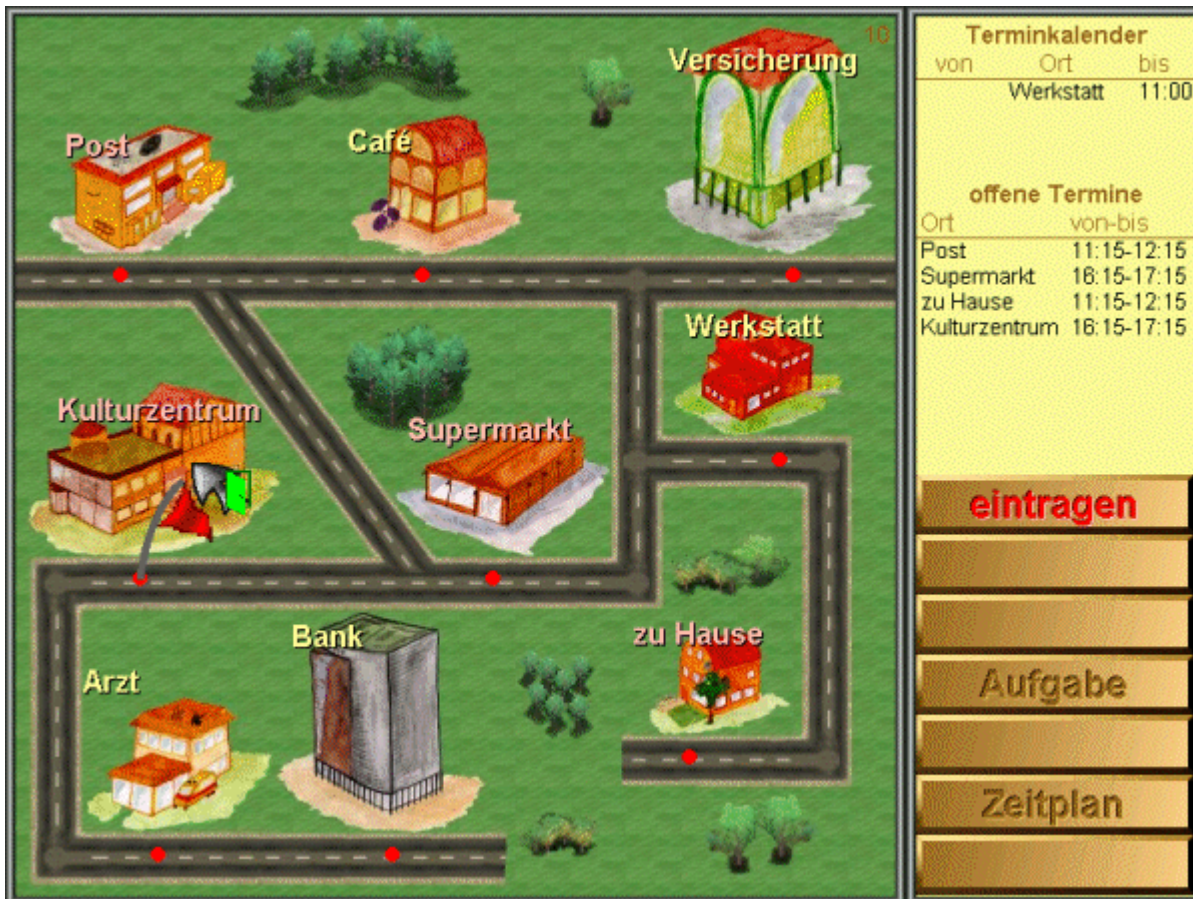 10
Versicherung
Post
Café
Werkstatt
Kulturzentrum
Supermarkt
Bank
zu Hause
Arzt
Terminkalender
von Ort bis
Werkstatt 11:00
offene Termine
Ort von-bis
Post 11:15-12:15
Supermarkt 16:15-17:15
zu Hause 11:15-12:15
Kulturzentrum 16:15-17:15
eintragen
Aufgabe
Zeitplan